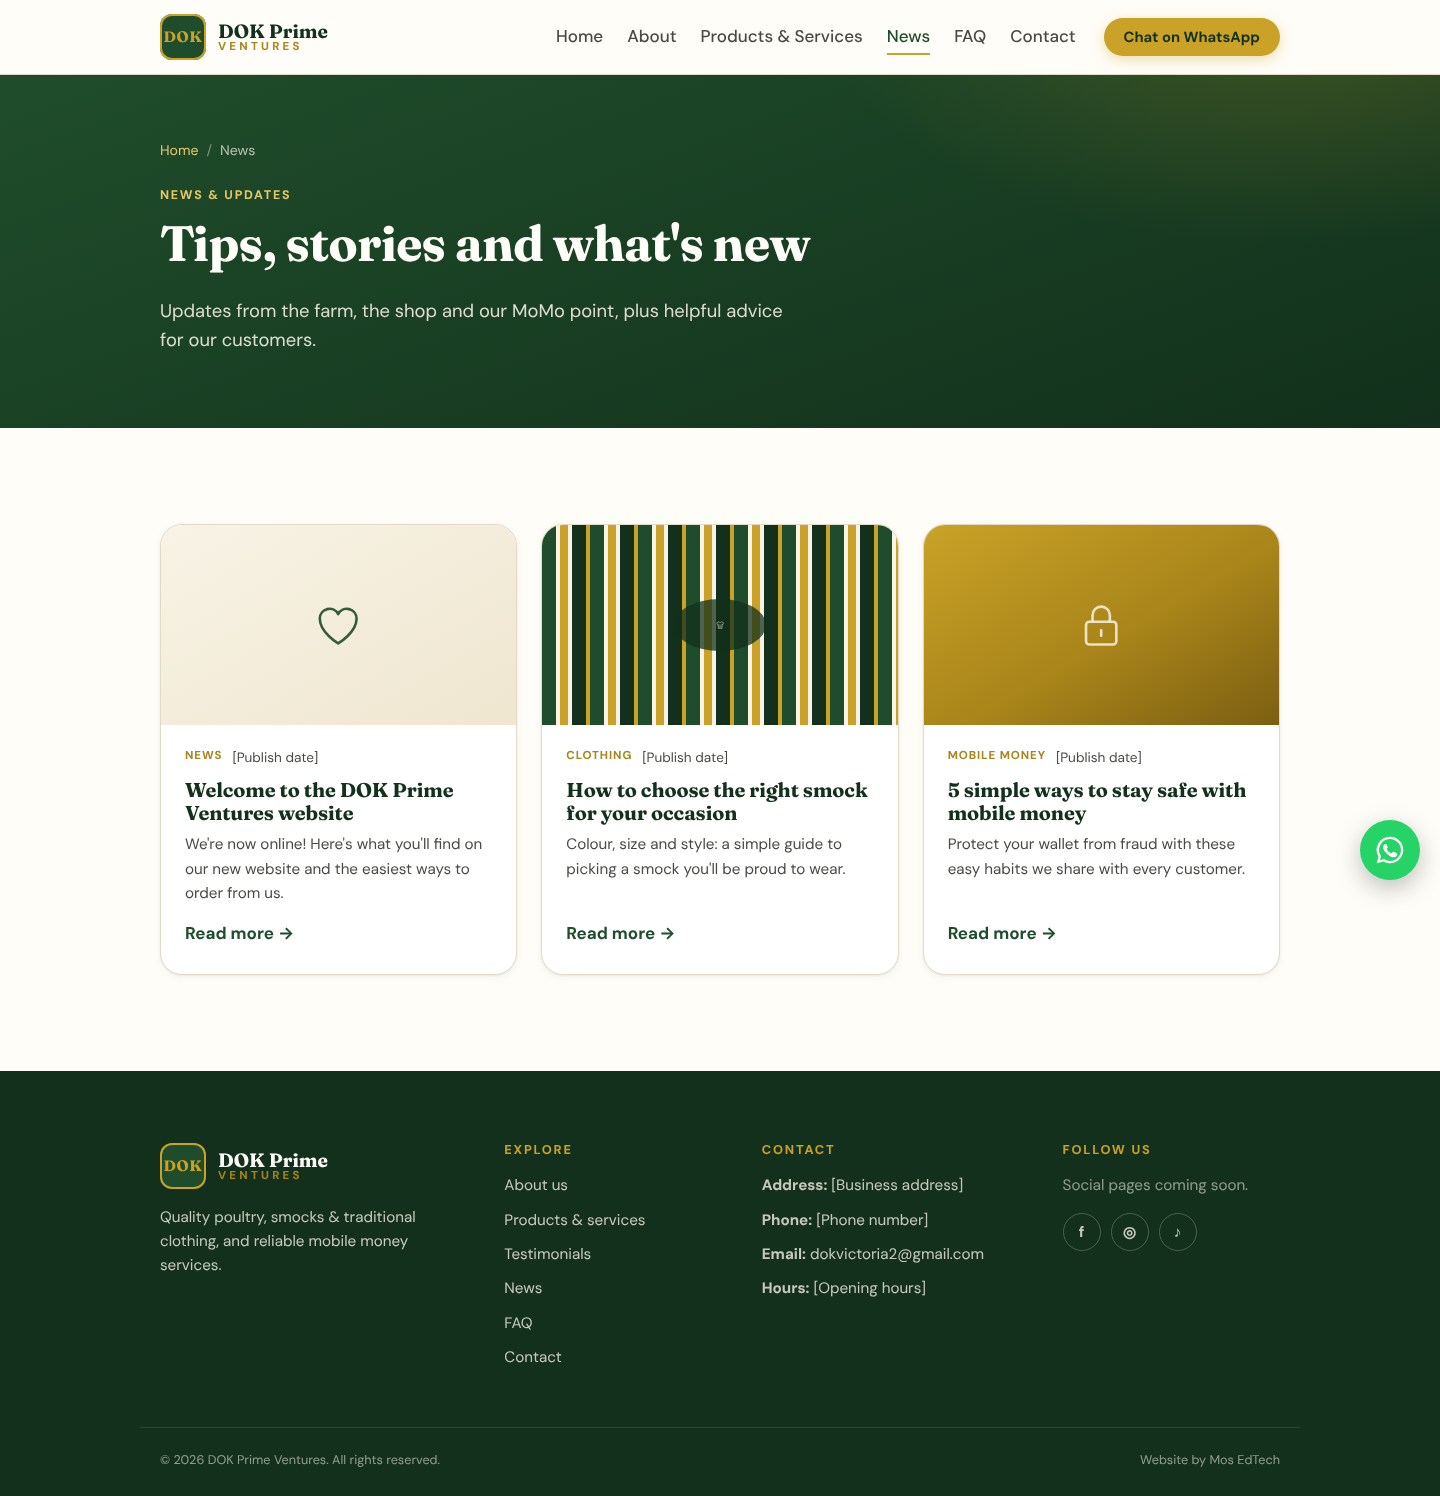 DOK
DOK Prime
VENTURES
Home
About
Products & Services
News
FAQ
Contact
Chat on WhatsApp
Home / News
NEWS & UPDATES
Tips, stories and what's new
Updates from the farm, the shop and our MoMo point, plus helpful advice
for our customers.
NEWS [Publish date]
Welcome to the DOK Prime
Ventures website
We're now online! Here's what you'll find on
our new website and the easiest ways to
order from us.
Read more →
CLOTHING [Publish date]
How to choose the right smock
for your occasion
Colour, size and style: a simple guide to
picking a smock you'll be proud to wear.
Read more →
MOBILE MONEY [Publish date]
5 simple ways to stay safe with
mobile money
Protect your wallet from fraud with these
easy habits we share with every customer.
Read more →
DOK
DOK Prime
VENTURES
Quality poultry, smocks & traditional
clothing, and reliable mobile money
services.
EXPLORE
About us
Products & services
Testimonials
News
FAQ
Contact
CONTACT
Address: [Business address]
Phone: [Phone number]
Email: dokvictoria2@gmail.com
Hours: [Opening hours]
FOLLOW US
Social pages coming soon.
f ◎ ♪
© 2026 DOK Prime Ventures. All rights reserved.
Website by Mos EdTech